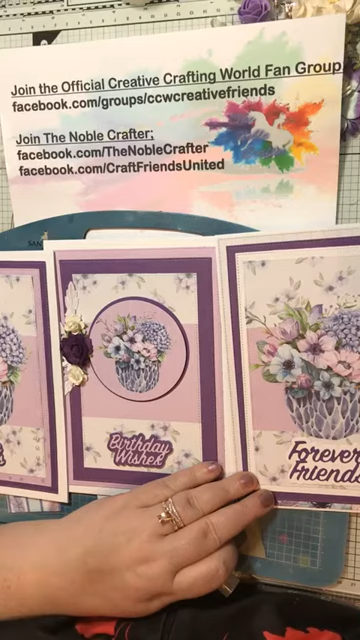 Join the Official Creative Crafting World Fan Group
facebook.com/groups/ccwcreativefriends
Join The Noble Crafter;
facebook.com/TheNobleCrafter
facebook.com/CraftFriendsUnited
Birthday
Wishes
Forever
Friends